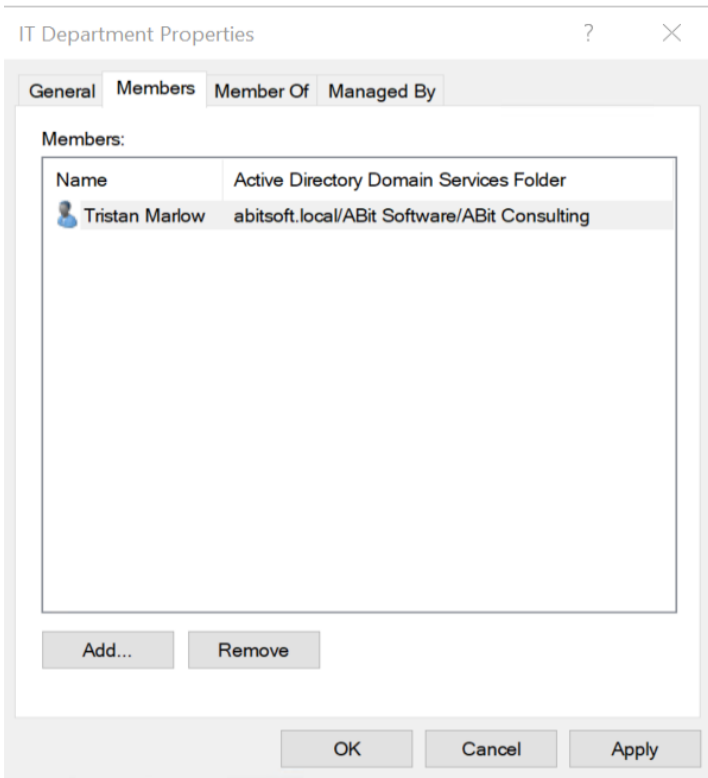 IT Department Properties ? ×
General Members Member Of Managed By
Members:
Name Active Directory Domain Services Folder
Tristan Marlow abitsoft.local/ABit Software/ABit Consulting
Add... Remove
OK Cancel Apply